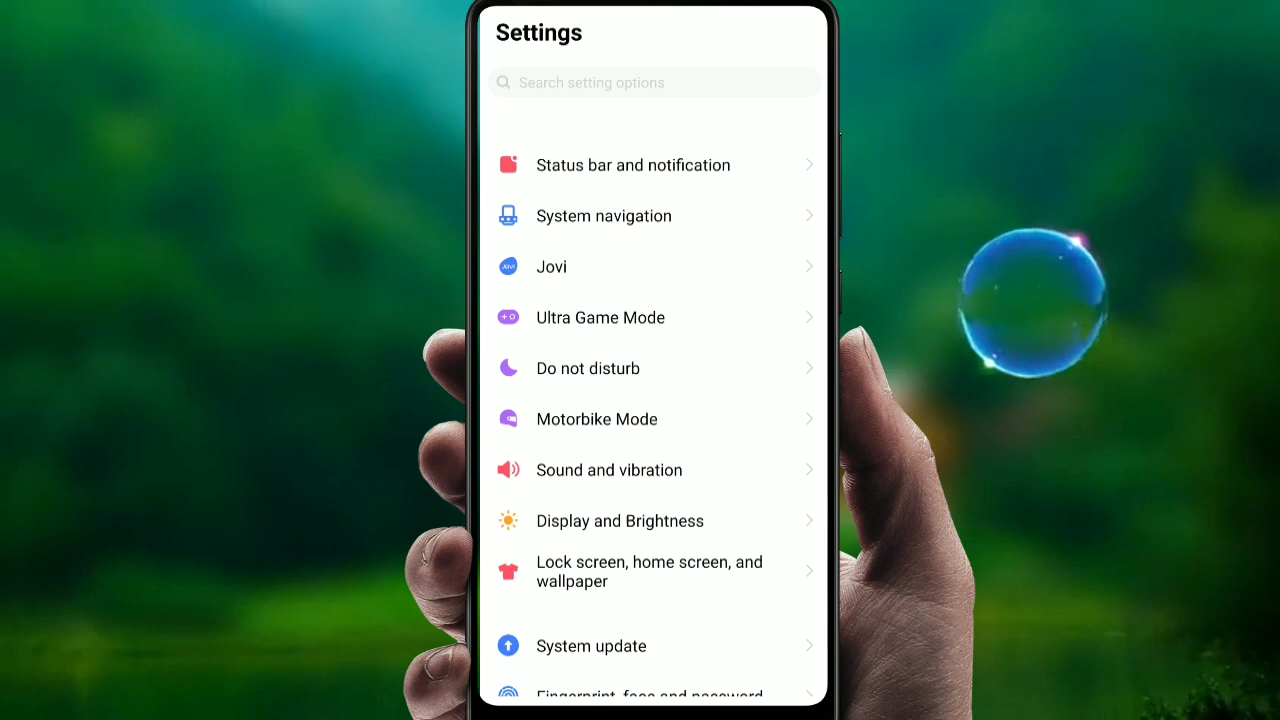 Settings
Search setting options
Status bar and notification
System navigation
Jovi
Jovi
Ultra Game Mode
Do not disturb
Motorbike Mode
Sound and vibration
Display and Brightness
Lock screen, home screen, and
wallpaper
System update
Fingerprint, face and password